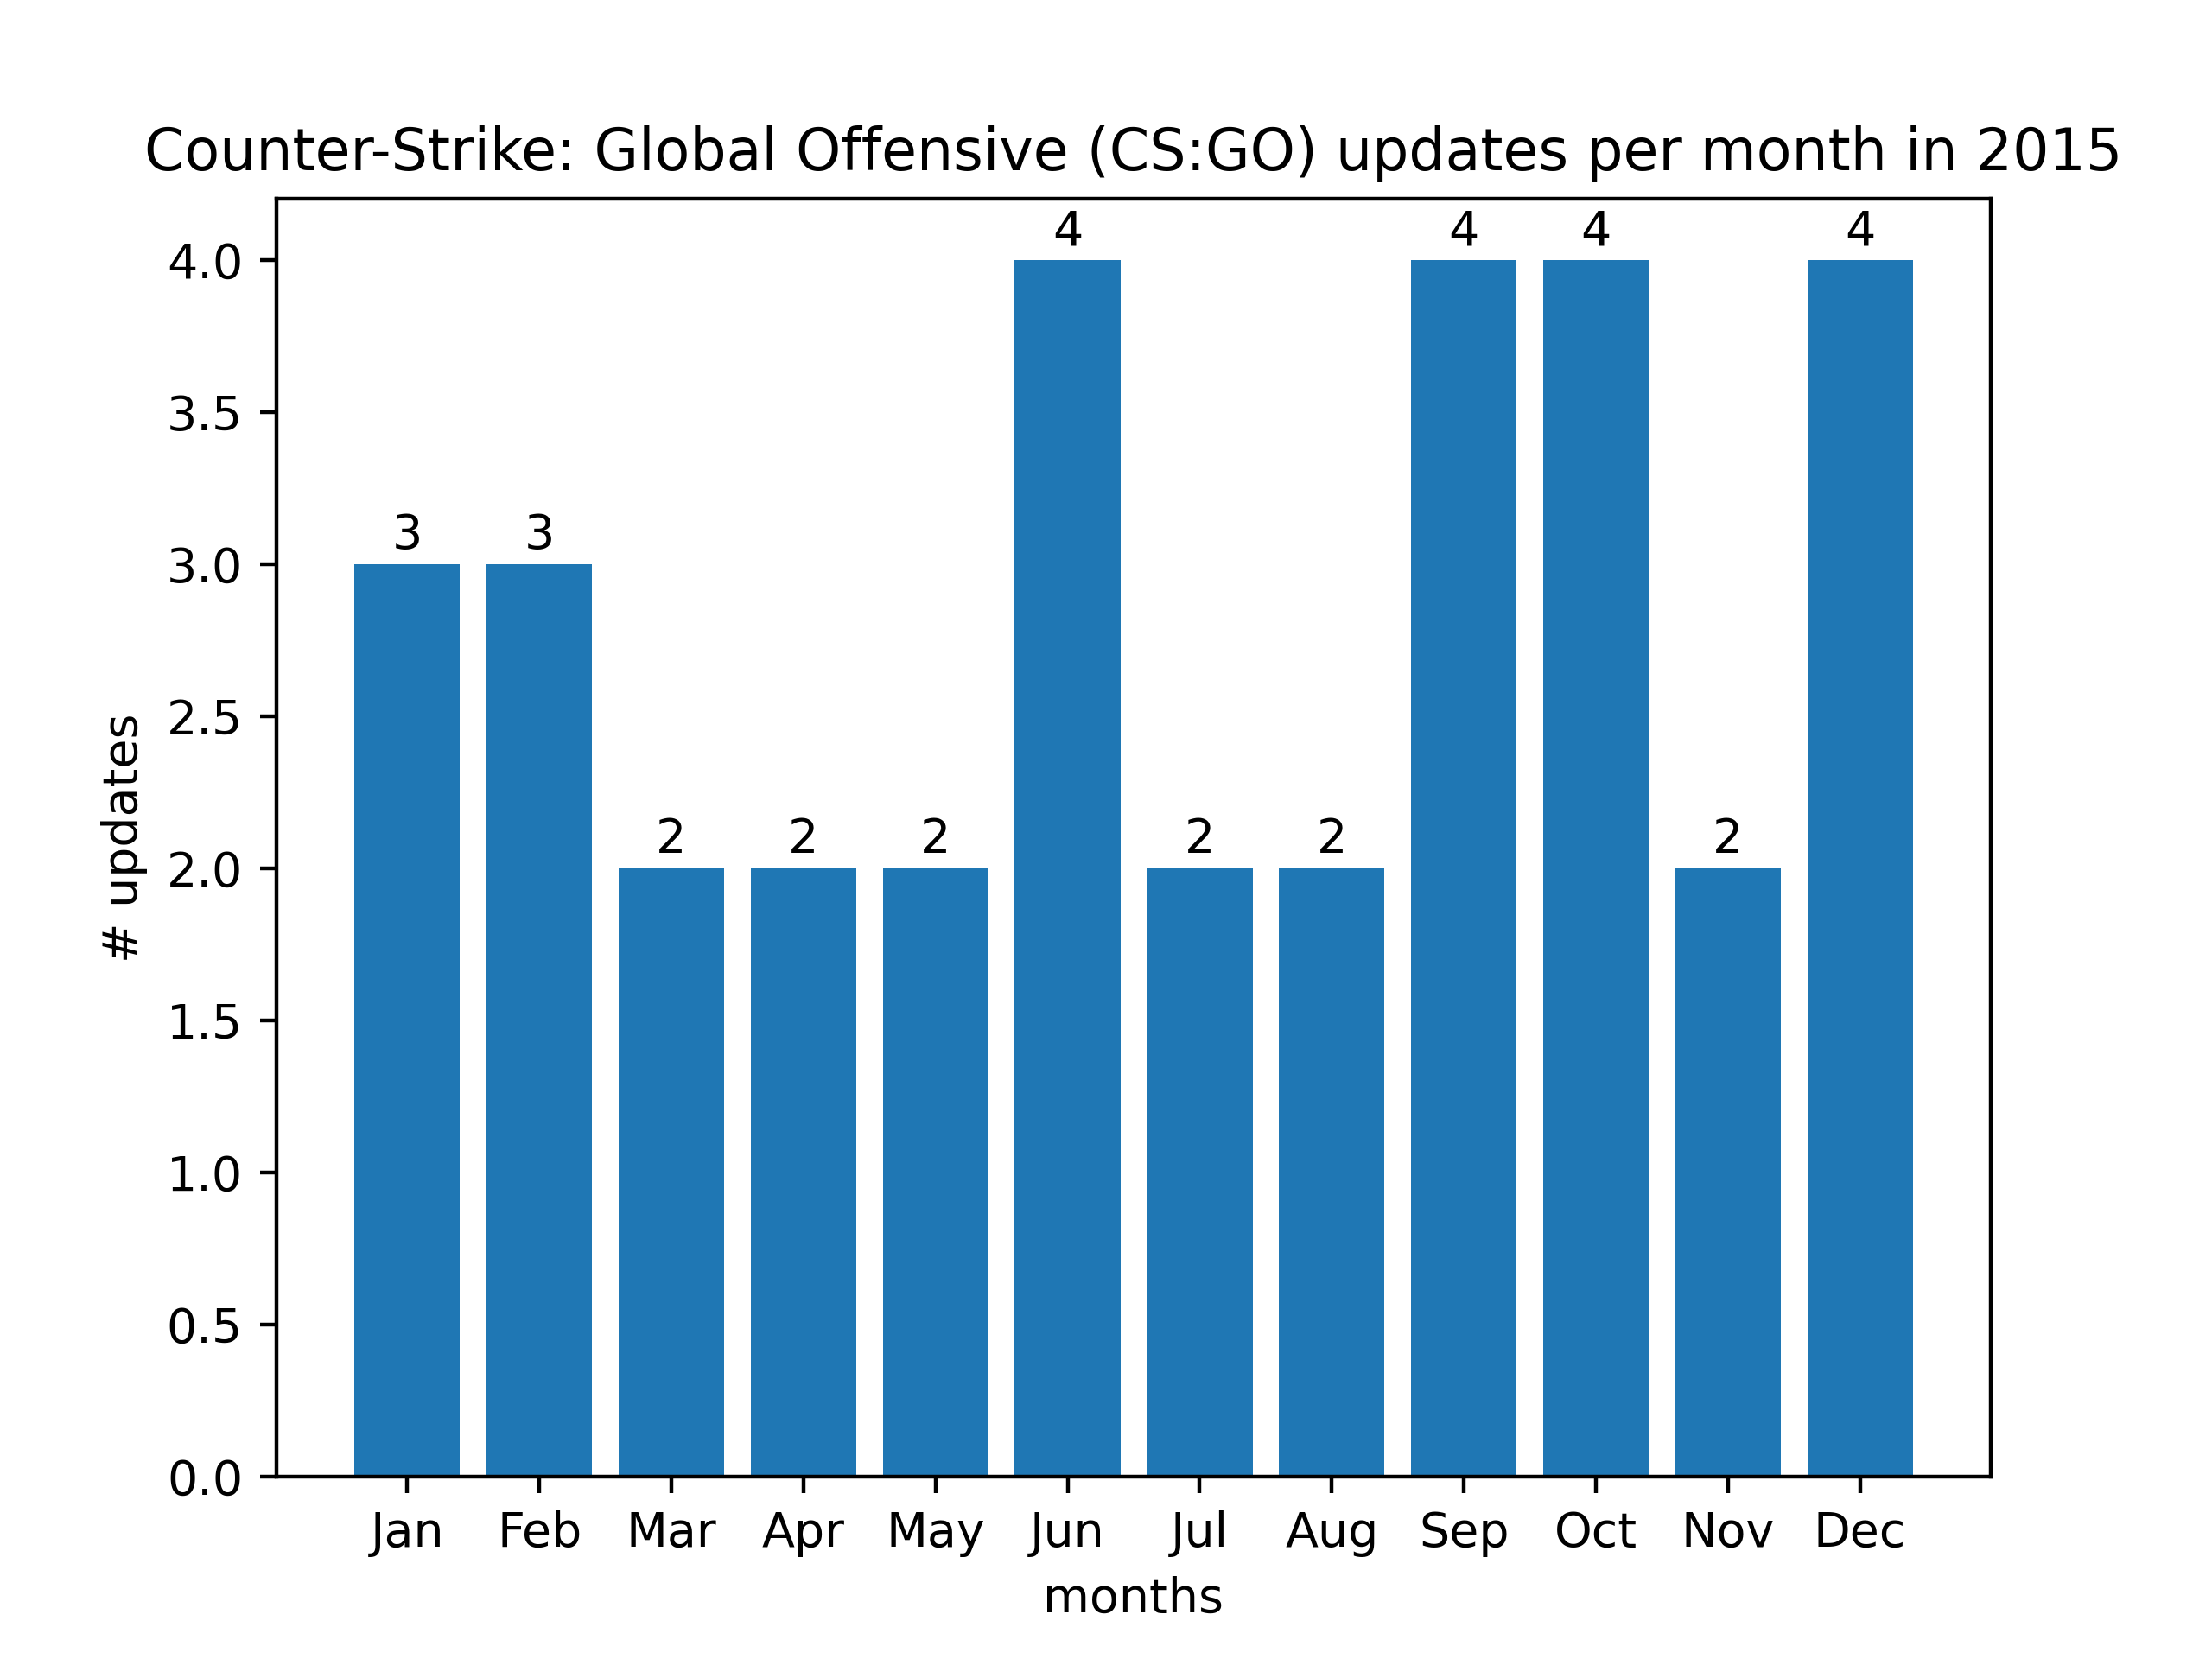 Counter-Strike: Global Offensive (CS:GO) updates per month in 2015
4 4 4 4
4.0
3.5
3 3
3.0
2.5
2 2 2 2 2 2
2.0
1.5
1.0
0.5
0.0
# updates
Jan Feb Mar Apr May Jun Jul Aug Sep Oct Nov Dec
months